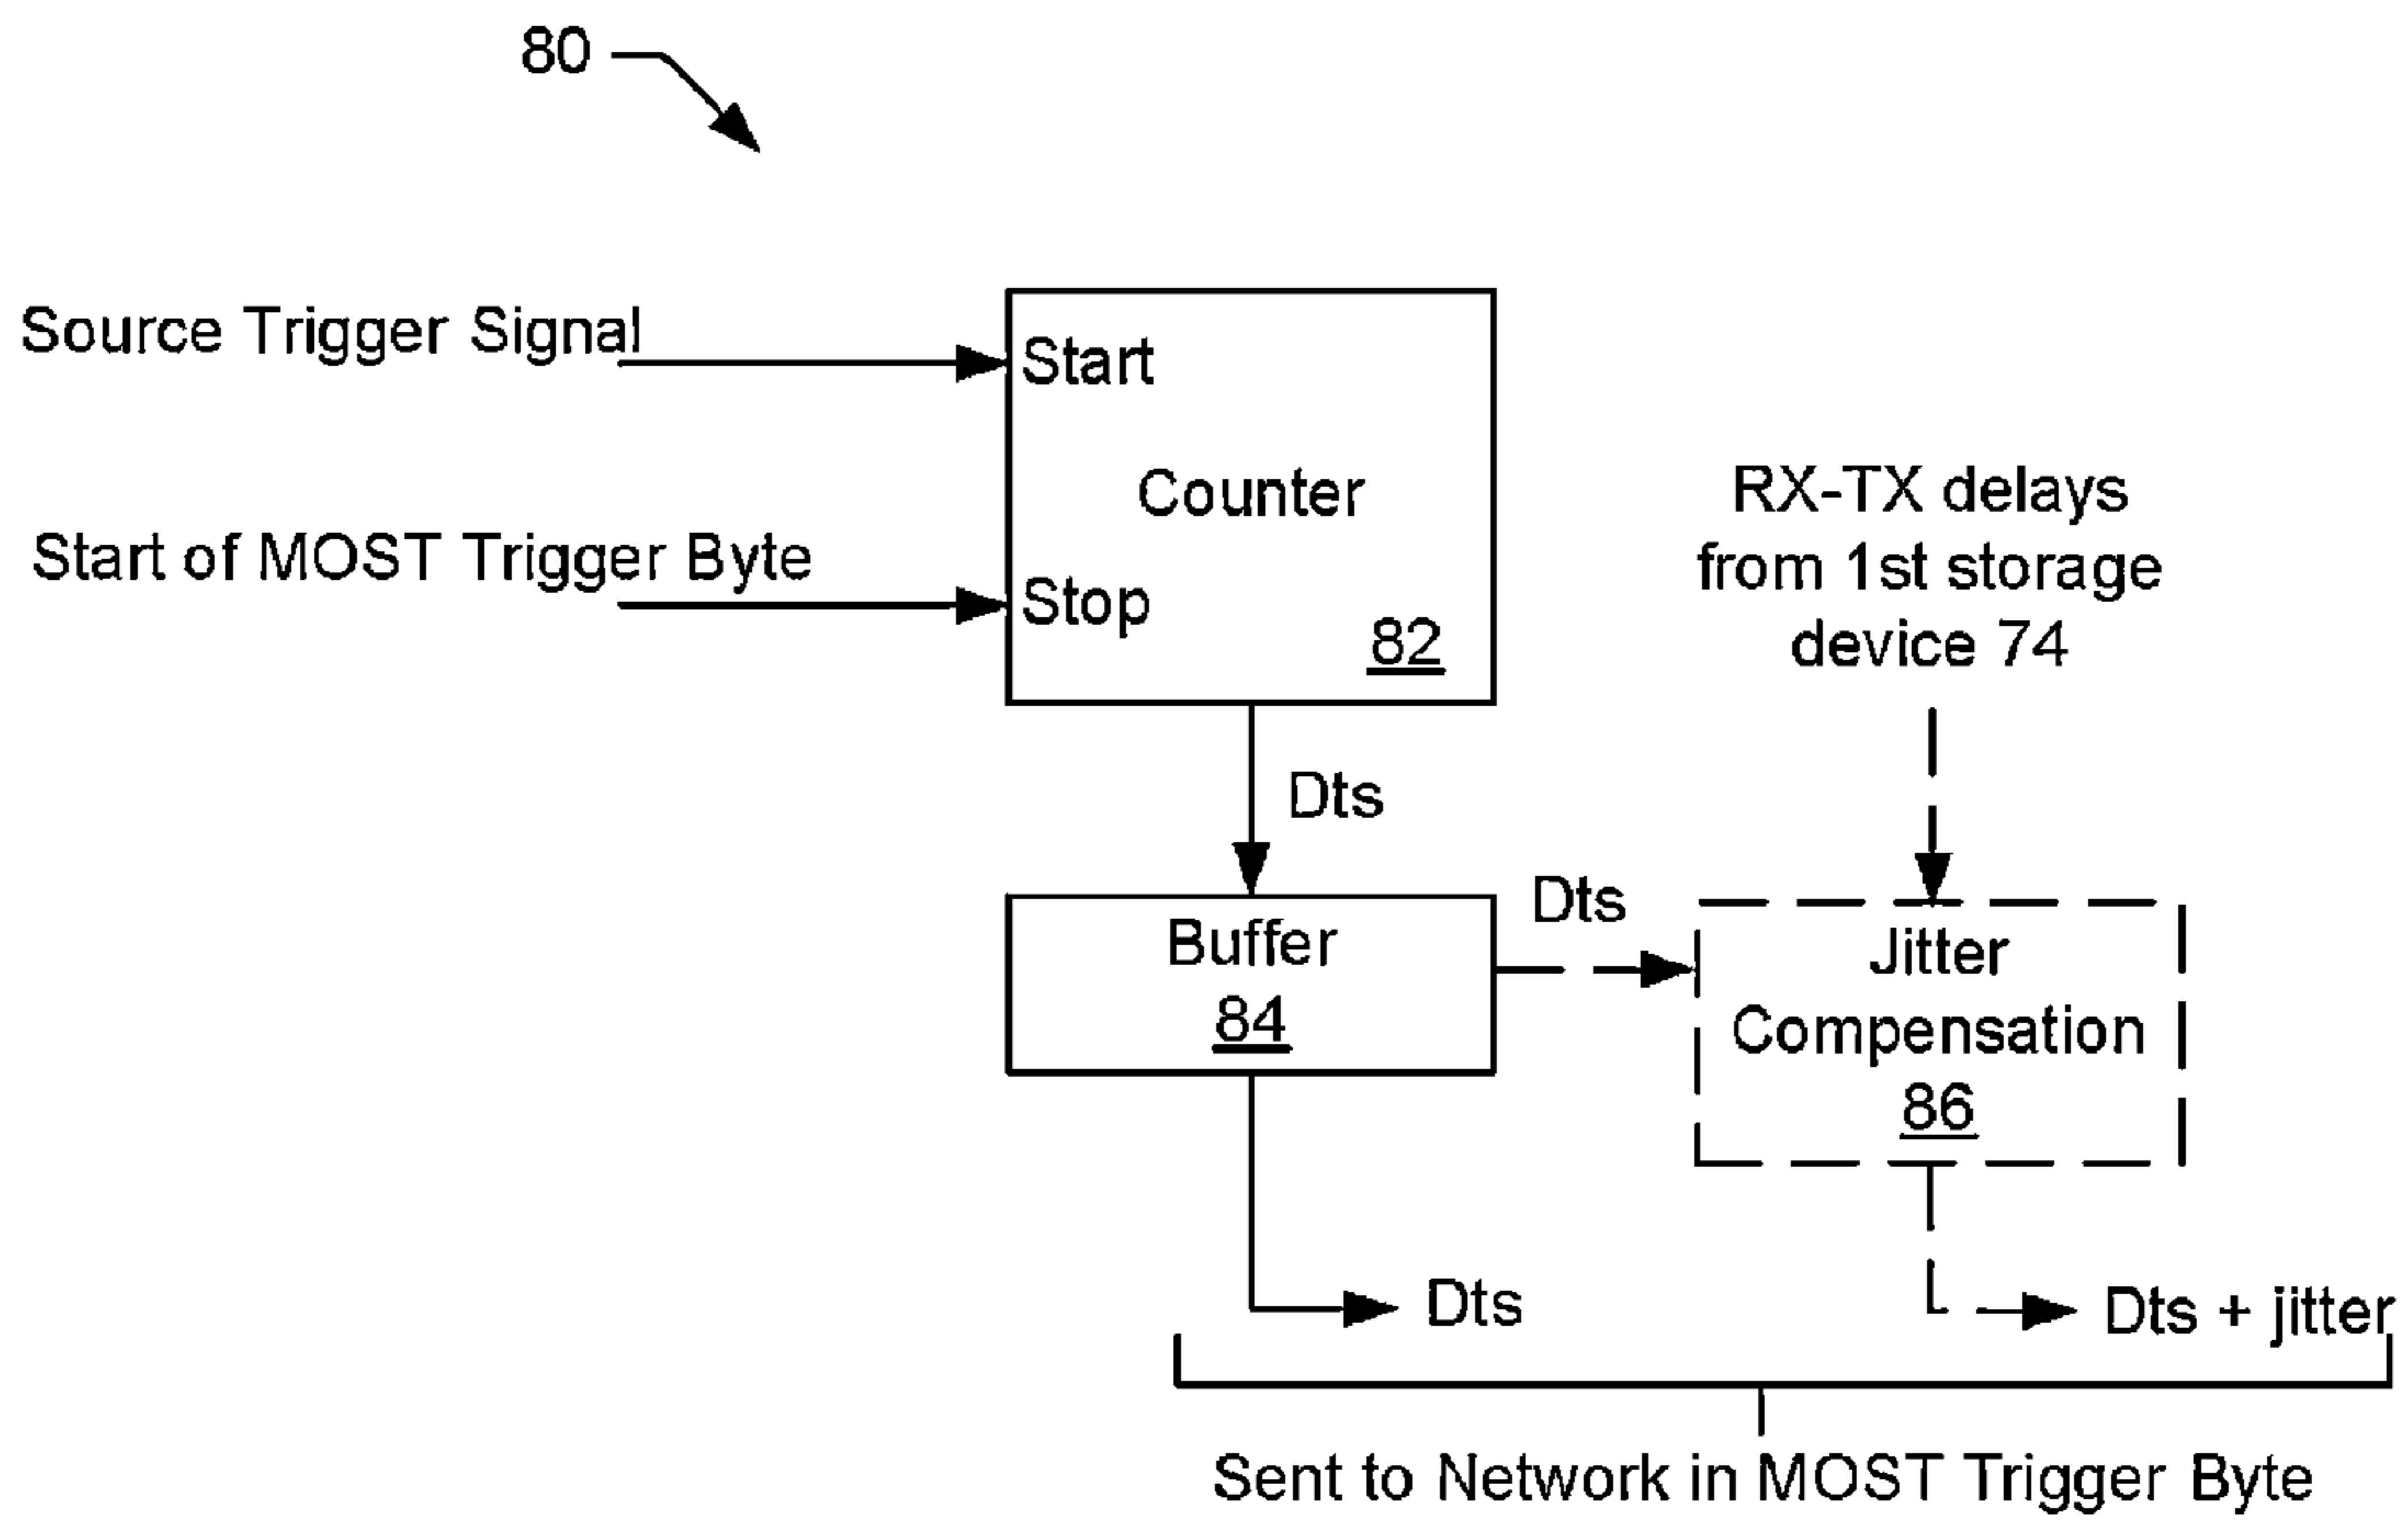 80
Source Trigger Signal
Start
Counter
Start of MOST Trigger Byte
Stop
82
RX-TX delays
from 1st storage
device 74
Dts
Buffer
84
Dts
Jitter
Compensation
86
Dts
Dts + jitter
Sent to Network in MOST Trigger Byte